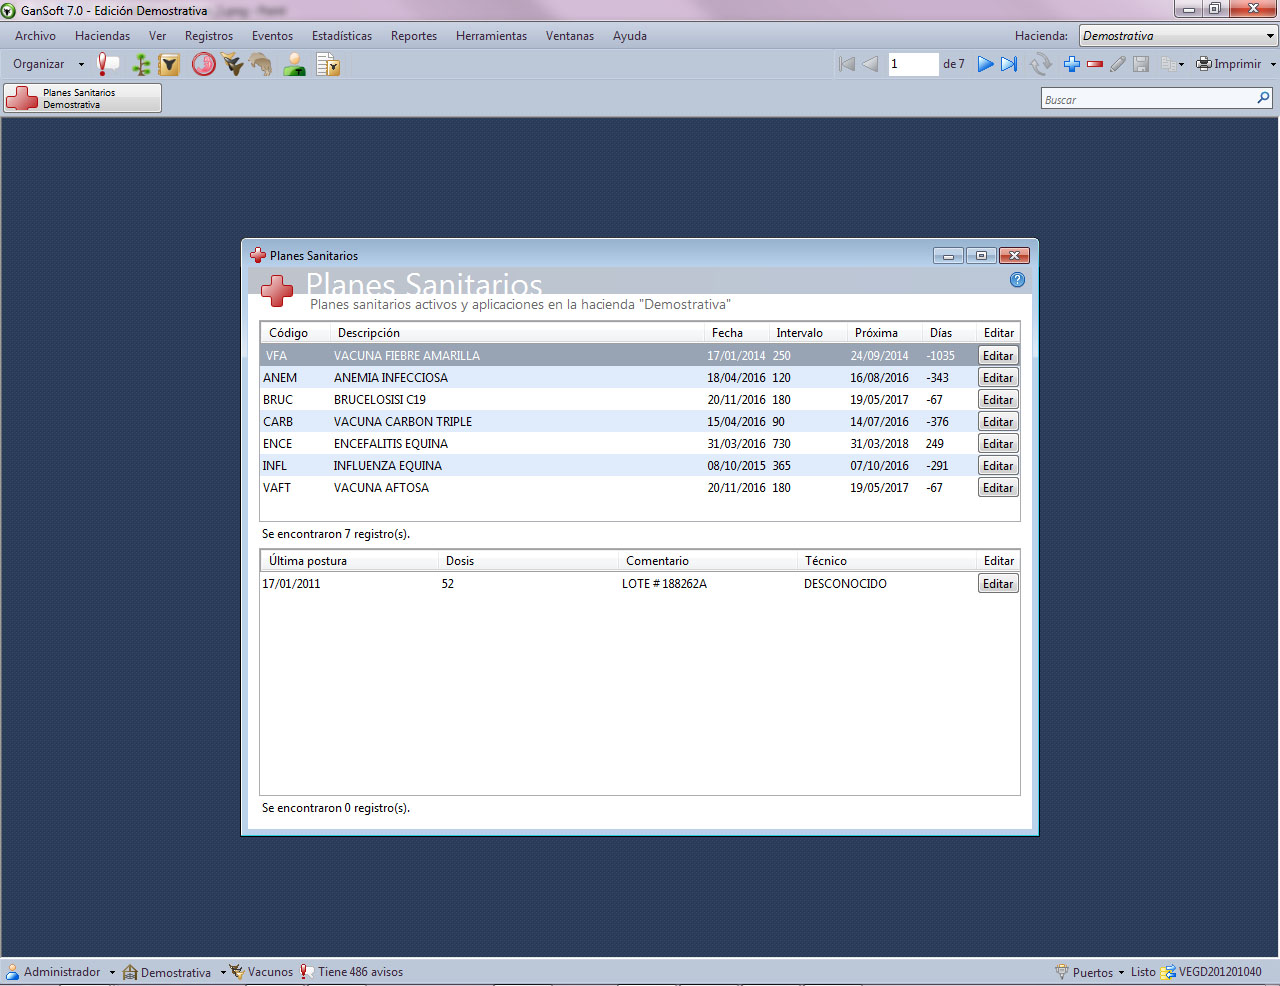 GanSoft 7.0 - Edición Demostrativa
Archivo Haciendas Ver Registros Eventos Estadísticas Reportes Herramientas Ventanas Ayuda Hacienda: Demostrativa
Organizar 1 de 7 Imprimir
Planes Sanitarios
Demostrativa
Buscar
Planes Sanitarios
Planes Sanitarios
Planes sanitarios activos y aplicaciones en la hacienda "Demostrativa"
Código Descripción Fecha Intervalo Próxima Días Editar
VFA VACUNA FIEBRE AMARILLA 17/01/2014 250 24/09/2014 -1035 Editar
ANEM ANEMIA INFECCIOSA 18/04/2016 120 16/08/2016 -343 Editar
BRUC BRUCELOSISI C19 20/11/2016 180 19/05/2017 -67 Editar
CARB VACUNA CARBON TRIPLE 15/04/2016 90 14/07/2016 -376 Editar
ENCE ENCEFALITIS EQUINA 31/03/2016 730 31/03/2018 249 Editar
INFL INFLUENZA EQUINA 08/10/2015 365 07/10/2016 -291 Editar
VAFT VACUNA AFTOSA 20/11/2016 180 19/05/2017 -67 Editar
Se encontraron 7 registro(s).
Última postura Dosis Comentario Técnico Editar
17/01/2011 52 LOTE # 188262A DESCONOCIDO Editar
Se encontraron 0 registro(s).
Administrador Demostrativa Vacunos Tiene 486 avisos Puertos Listo VEGD201201040